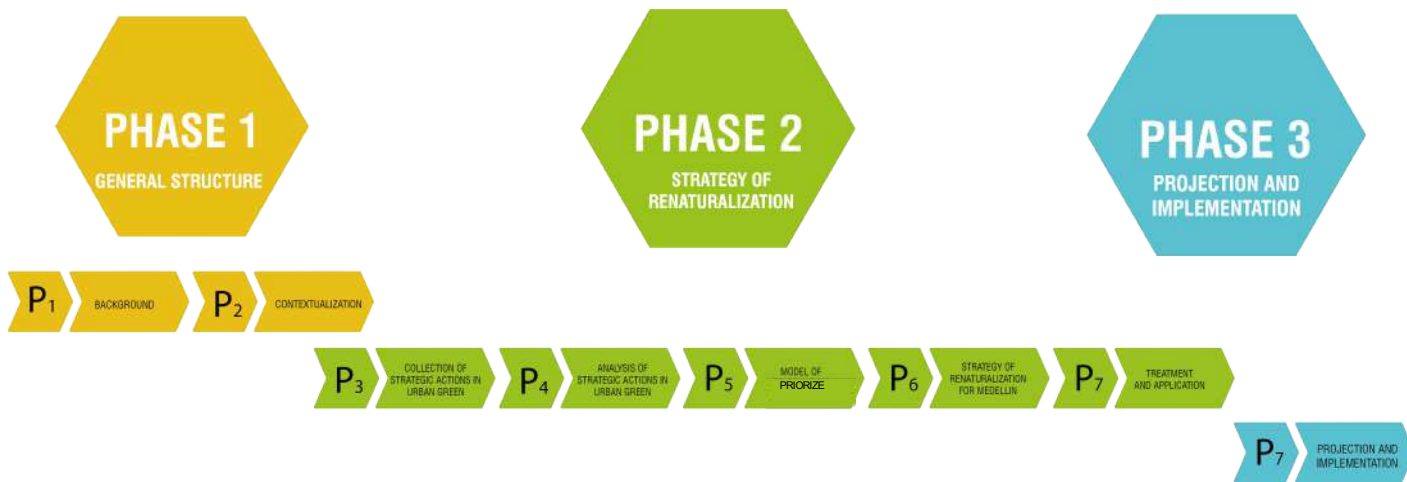 PHASE 1
GENERAL STRUCTURE
PHASE 2
STRATEGY OF
RENATURALIZATION
PHASE 3
PROJECTION AND
IMPLEMENTATION
P1
BACKGROUND
P2
CONTEXTUALIZATION
P3
COLLECTION OF
STRATEGIC ACTIONS IN
URBAN GREEN
P4
ANALYSIS OF
STRATEGIC ACTIONS IN
URBAN GREEN
P5
MODEL OF
PRIORIZE
P6
STRATEGY OF
RENATURALIZATION
FOR MEDELLIN
P7
TREATMENT
AND APPLICATION
P7
PROJECTION AND
IMPLEMENTATION